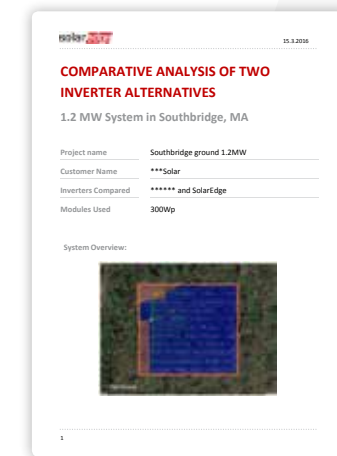 solaredge
15.3.2016
COMPARATIVE ANALYSIS OF TWO
INVERTER ALTERNATIVES
1.2 MW System in Southbridge, MA
Project name Southbridge ground 1.2MW
Customer Name ***Solar
Inverters Compared ****** and SolarEdge
Modules Used 300Wp
System Overview:
1